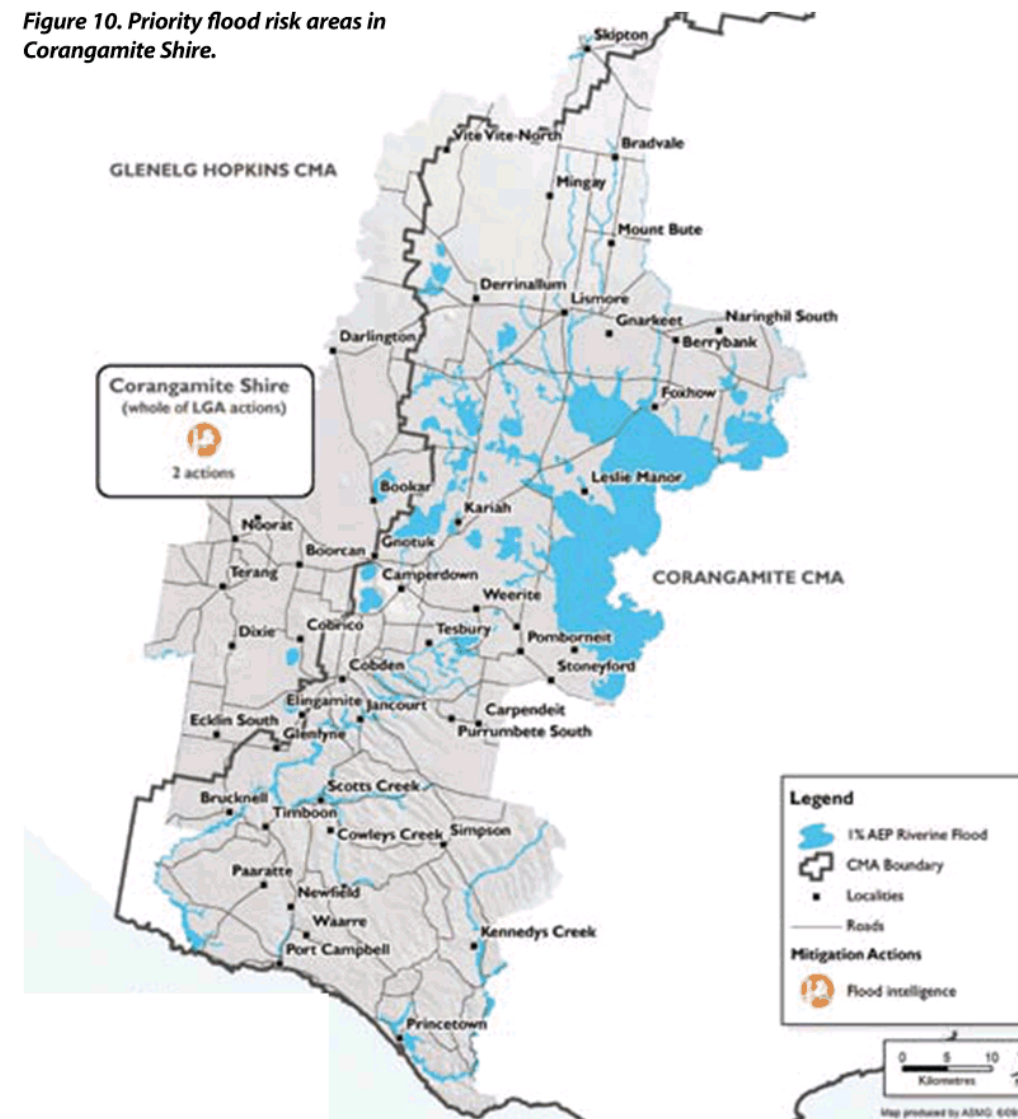 Figure 10. Priority flood risk areas in
Corangamite Shire.
Skipton
Vite Vite-North
Bradvale
GLENELG HOPKINS CMA
Mingay
Mount Bute
Derrinallum
Lismore
Gnarkeet
Naringhil South
Darlington
Berrybank
Corangamite Shire
(whole of LGA actions)
2 actions
Foxhow
Leslie Manor
Bookar
Kariah
Noorat
Gnotuk
Boorcan
Terang
Camperdown
CORANGAMITE CMA
Weerite
Dixie
Cobrico
Tesbury
Pomborneit
Cobden
Stoneyford
Elingamite
Jancourt
Carpendeit
Ecklin South
Glenfyne
Purrumbete South
Scotts Creek
Brucknell
Timboon
Cowleys Creek
Simpson
Paaratte
Newfield
Waarre
Kennedys Creek
Port Campbell
Princetown
Legend
1% AEP Riverine Flood
CMA Boundary
Localities
Roads
Mitigation Actions
Flood intelligence
0 5 10
Kilometres
Map produced by ASMG